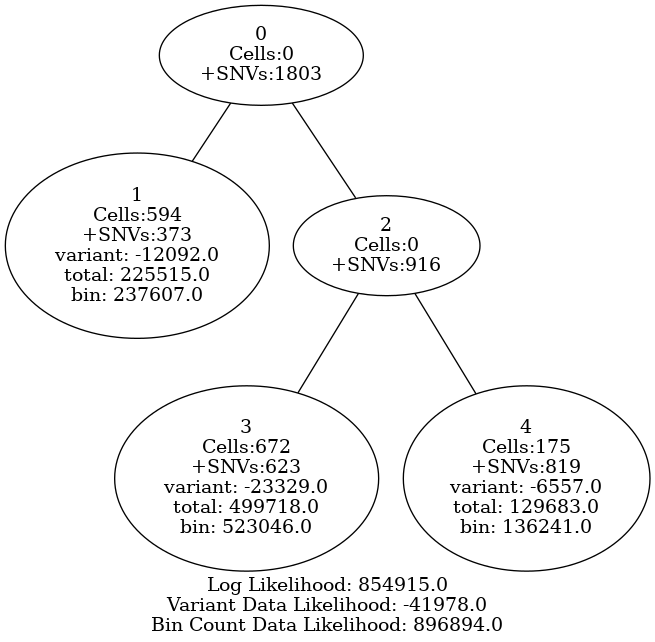 0
Cells:0
+SNVs:1803
1
Cells:594
+SNVs:373
variant: -12092.0
total: 225515.0
bin: 237607.0
2
Cells:0
+SNVs:916
3
Cells:672
+SNVs:623
variant: -23329.0
total: 499718.0
bin: 523046.0
4
Cells:175
+SNVs:819
variant: -6557.0
total: 129683.0
bin: 136241.0
Log Likelihood: 854915.0
Variant Data Likelihood: -41978.0
Bin Count Data Likelihood: 896894.0